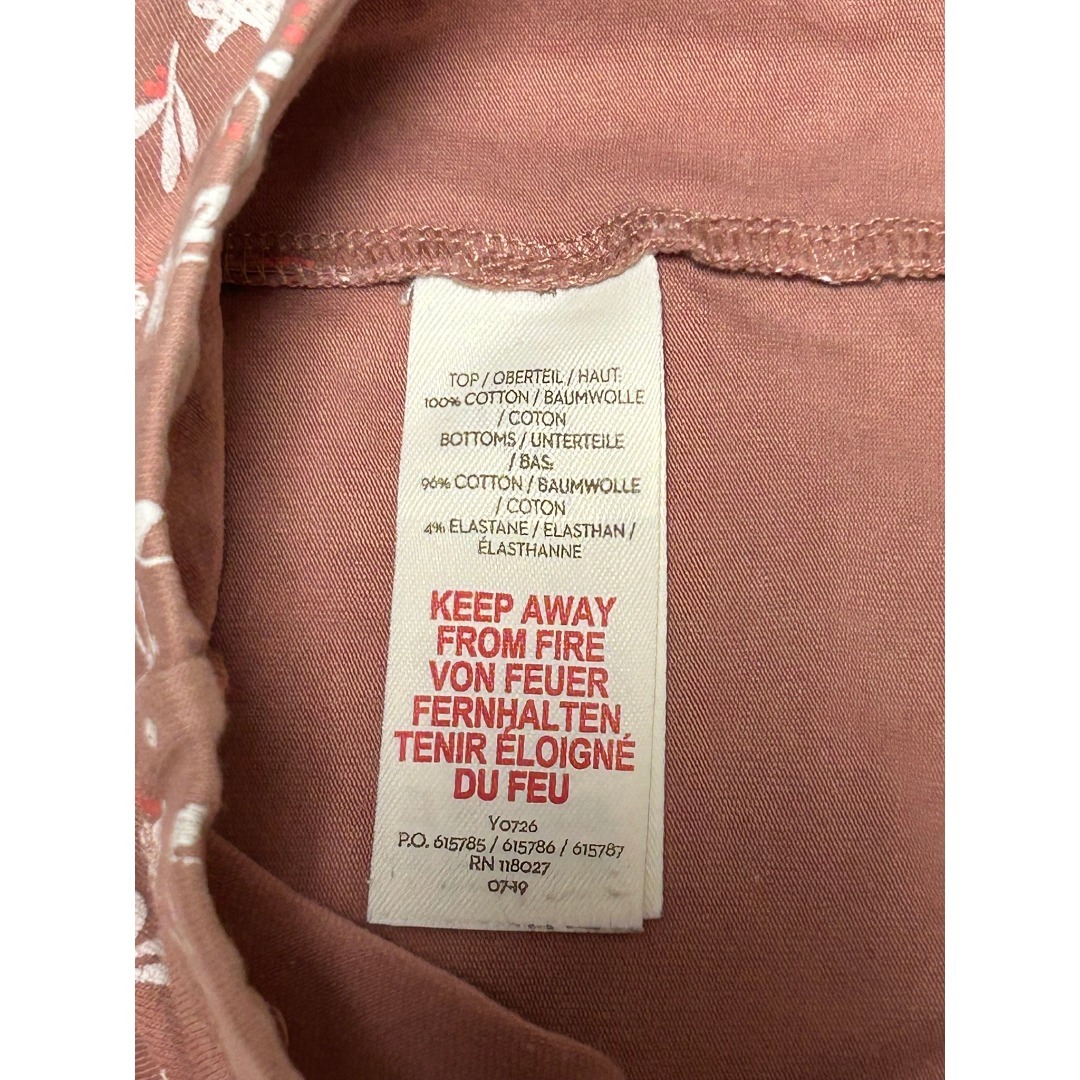 TOP / OBERTEIL / HAUT:
100% COTTON / BAUMWOLLE
/ COTON
BOTTOMS / UNTERTEILE
/ BAS:
96% COTTON / BAUMWOLLE
/ COTON
4% ELASTANE / ELASTHAN /
ÉLASTHANNE
KEEP AWAY
FROM FIRE
VON FEUER
FERNHALTEN
TENIR ÉLOIGNÉ
DU FEU
Y0726
P.O. 615785 / 615786 / 615787
RN 118027
07-19